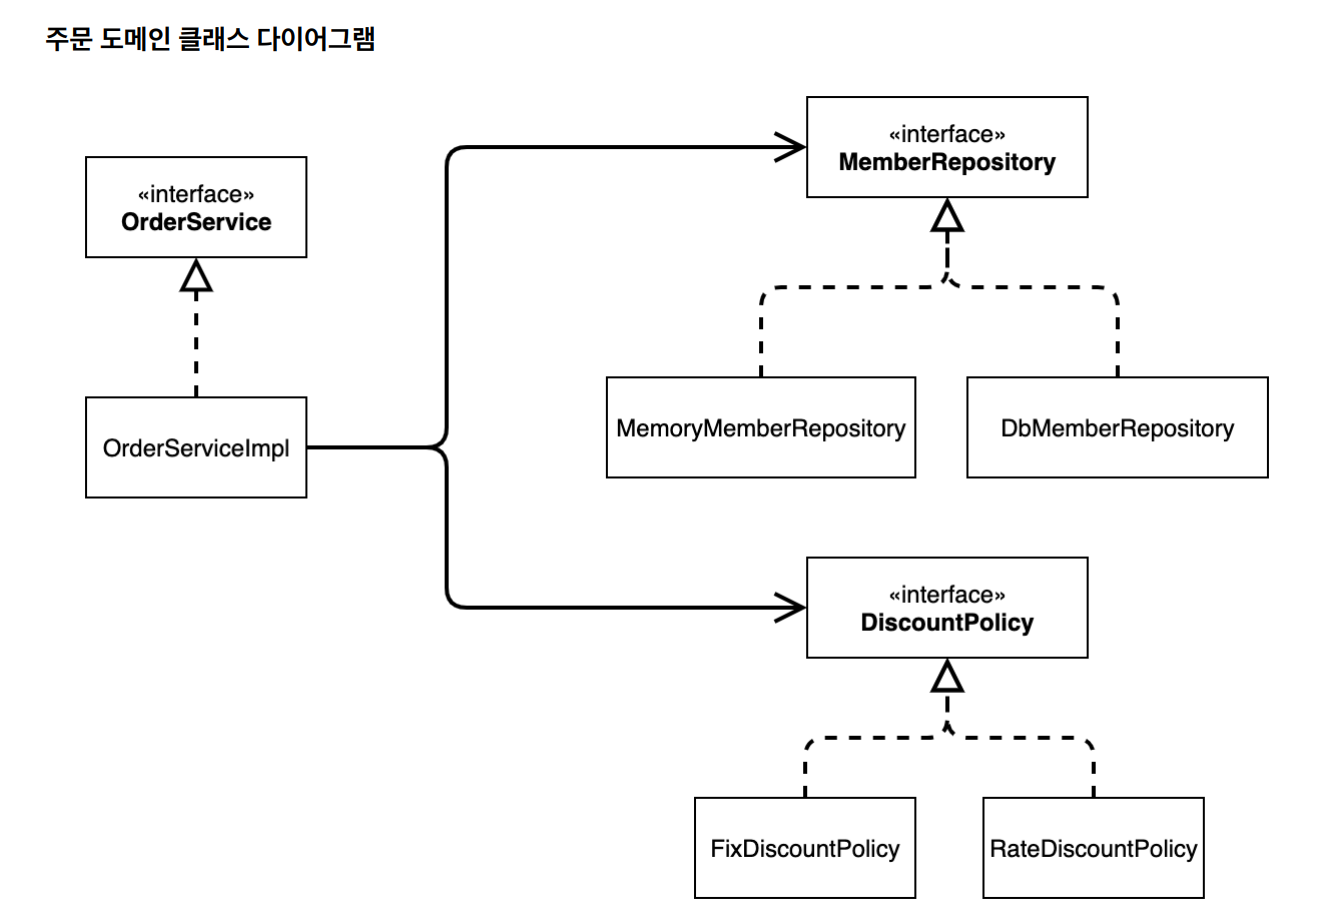 주문 도메인 클래스 다이어그램
«interface»
OrderService
OrderServiceImpl
«interface»
MemberRepository
MemoryMemberRepository
DbMemberRepository
«interface»
DiscountPolicy
FixDiscountPolicy
RateDiscountPolicy